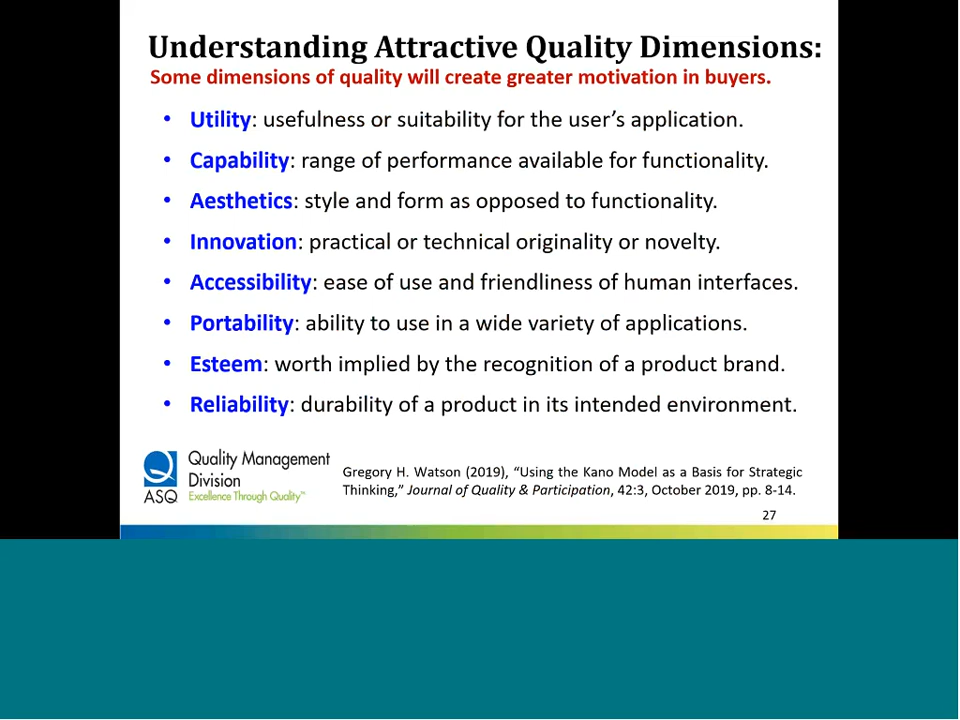 Understanding Attractive Quality Dimensions:
Some dimensions of quality will create greater motivation in buyers.
• Utility: usefulness or suitability for the user's application.
• Capability: range of performance available for functionality.
• Aesthetics: style and form as opposed to functionality.
• Innovation: practical or technical originality or novelty.
• Accessibility: ease of use and friendliness of human interfaces.
• Portability: ability to use in a wide variety of applications.
• Esteem: worth implied by the recognition of a product brand.
• Reliability: durability of a product in its intended environment.
Quality Management
Division
Excellence Through Quality™
ASQ
Gregory H. Watson (2019), “Using the Kano Model as a Basis for Strategic
Thinking,” Journal of Quality & Participation, 42:3, October 2019, pp. 8-14.
27